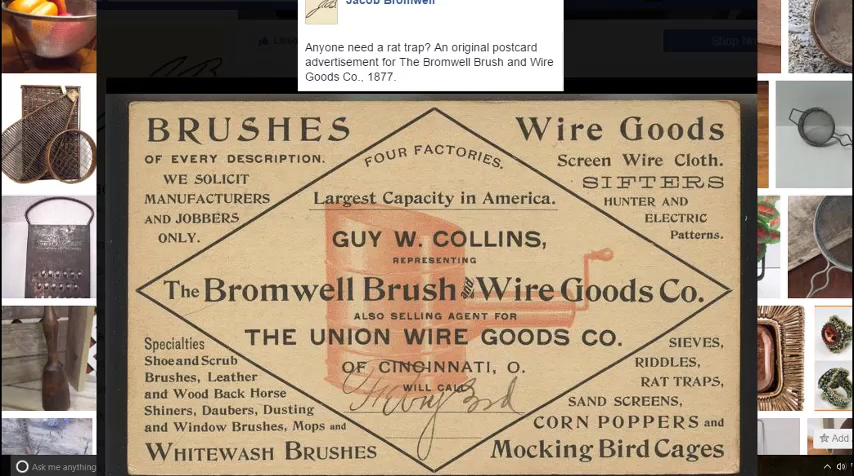 Jacob Bromwell
Anyone need a rat trap? An original postcard
advertisement for The Bromwell Brush and Wire
Goods Co., 1877.
BRUSHES
OF EVERY DESCRIPTION.
WE SOLICIT
MANUFACTURERS
AND JOBBERS
ONLY.
Wire Goods
Screen Wire Cloth.
SIFTERS
HUNTER AND
ELECTRIC
Patterns.
FOUR FACTORIES.
Largest Capacity in America.
GUY W. COLLINS,
REPRESENTING
The Bromwell Brush and Wire Goods Co.
ALSO SELLING AGENT FOR
THE UNION WIRE GOODS CO.
OF CINCINNATI, O.
WILL CALL
Specialties
Shoe and Scrub
Brushes, Leather
and Wood Back Horse
Shiners, Daubers, Dusting
and Window Brushes, Mops and
WHITEWASH BRUSHES
SIEVES,
RIDDLES,
RAT TRAPS,
SAND SCREENS,
CORN POPPERS and
Mocking Bird Cages
Add
Ask me anything